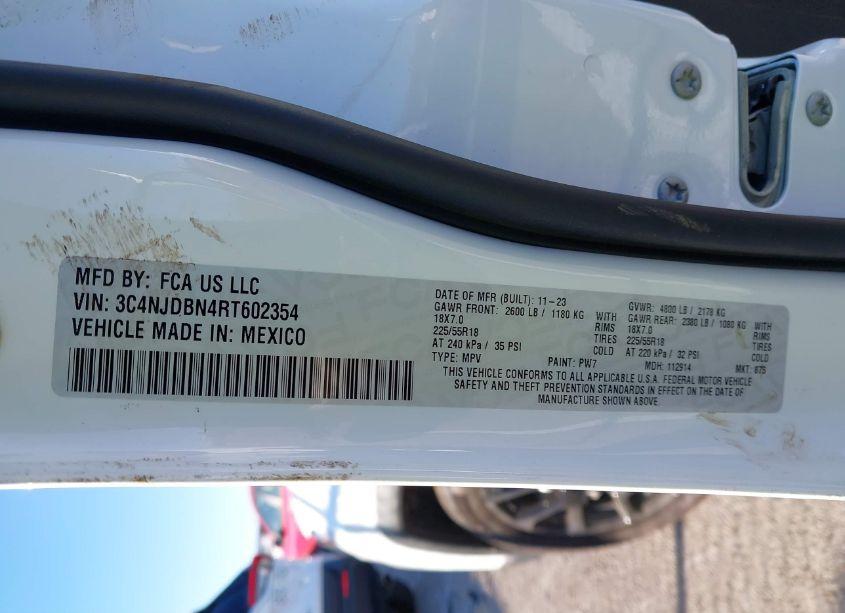 MFD BY: FCA US LLC
VIN: 3C4NJDBN4RT602354
VEHICLE MADE IN: MEXICO
DATE OF MFR (BUILT): 11-23 GVWR: 4800 LB / 2178 KG
GAWR FRONT: 2600 LB / 1180 KG WITH GAWR REAR: 2380 LB / 1080 KG WITH
18X7.0 RIMS 18X7.0 RIMS
225/55R18 TIRES 225/55R18 TIRES
AT 240 kPa / 35 PSI COLD AT 220 kPa / 32 PSI COLD
TYPE: MPV PAINT: PW7 MDH: 112914 MKT: 875
THIS VEHICLE CONFORMS TO ALL APPLICABLE U.S.A. FEDERAL MOTOR VEHICLE
SAFETY AND THEFT PREVENTION STANDARDS IN EFFECT ON THE DATE OF
MANUFACTURE SHOWN ABOVE.